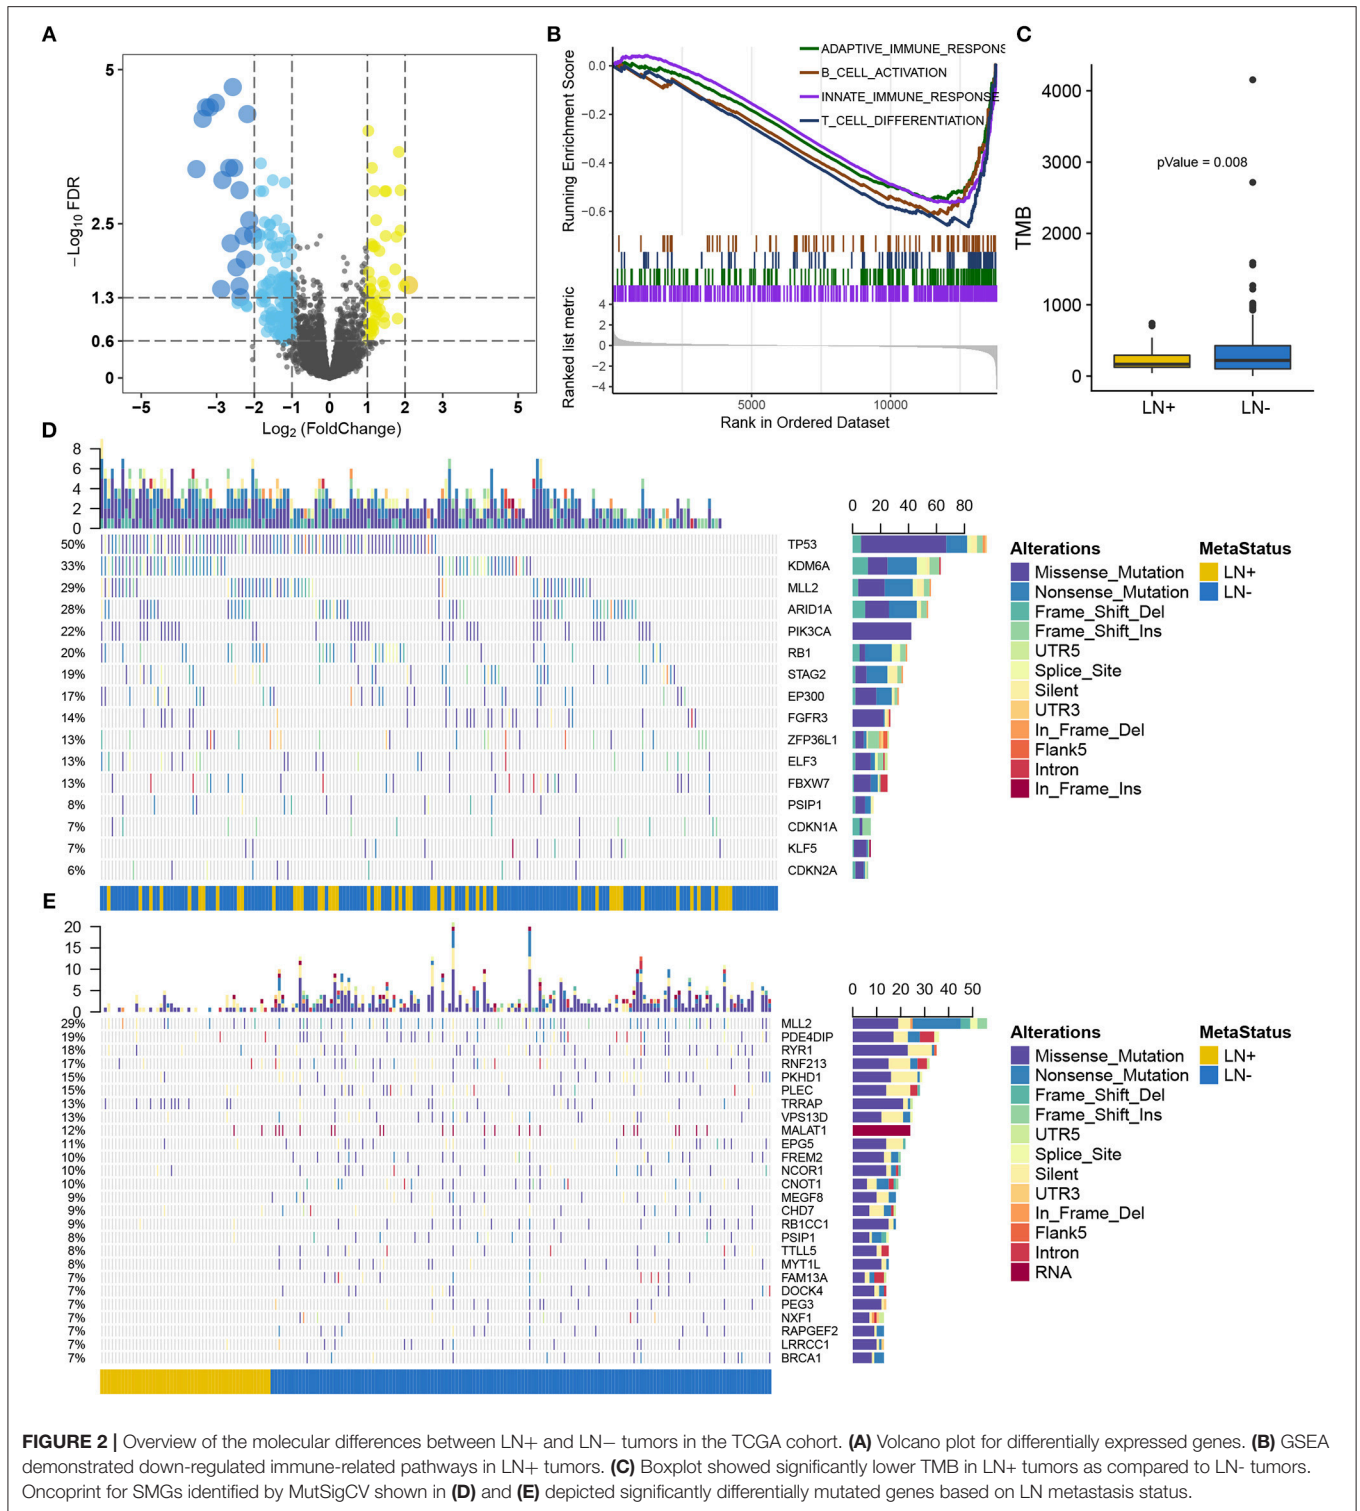 A
5
2.5
1.3
0.6
0
−Log10 FDR
−5
−3
−2
−1
0
1
2
3
5
Log2 (FoldChange)
B
ADAPTIVE_IMMUNE_RESPONS
B_CELL_ACTIVATION
INNATE_IMMUNE_RESPONSE
T_CELL_DIFFERENTIATION
0.0
−0.2
−0.4
−0.6
Running Enrichment Score
4
2
0
−2
−4
Ranked list metric
5000
10000
Rank in Ordered Dataset
C
4000
3000
2000
1000
0
TMB
pValue = 0.008
LN+
LN-
D
8
6
4
2
0
0 20 40 60 80
50% TP53
33% KDM6A
29% MLL2
28% ARID1A
22% PIK3CA
20% RB1
19% STAG2
17% EP300
14% FGFR3
13% ZFP36L1
13% ELF3
13% FBXW7
8% PSIP1
7% CDKN1A
7% KLF5
6% CDKN2A
Alterations
Missense_Mutation
Nonsense_Mutation
Frame_Shift_Del
Frame_Shift_Ins
UTR5
Splice_Site
Silent
UTR3
In_Frame_Del
Flank5
Intron
In_Frame_Ins
MetaStatus
LN+
LN-
E
20
15
10
5
0
0 10 20 30 40 50
29% MLL2
19% PDE4DIP
18% RYR1
17% RNF213
15% PKHD1
15% PLEC
13% TRRAP
13% VPS13D
12% MALAT1
11% EPG5
10% FREM2
10% NCOR1
10% CNOT1
9% MEGF8
9% CHD7
9% RB1CC1
8% PSIP1
8% TTLL5
8% MYT1L
7% FAM13A
7% DOCK4
7% PEG3
7% NXF1
7% RAPGEF2
7% LRRCC1
7% BRCA1
Alterations
Missense_Mutation
Nonsense_Mutation
Frame_Shift_Del
Frame_Shift_Ins
UTR5
Splice_Site
Silent
UTR3
In_Frame_Del
Flank5
Intron
RNA
MetaStatus
LN+
LN-
FIGURE 2 | Overview of the molecular differences between LN+ and LN− tumors in the TCGA cohort. (A) Volcano plot for differentially expressed genes. (B) GSEA
demonstrated down-regulated immune-related pathways in LN+ tumors. (C) Boxplot showed significantly lower TMB in LN+ tumors as compared to LN- tumors.
Oncoprint for SMGs identified by MutSigCV shown in (D) and (E) depicted significantly differentially mutated genes based on LN metastasis status.